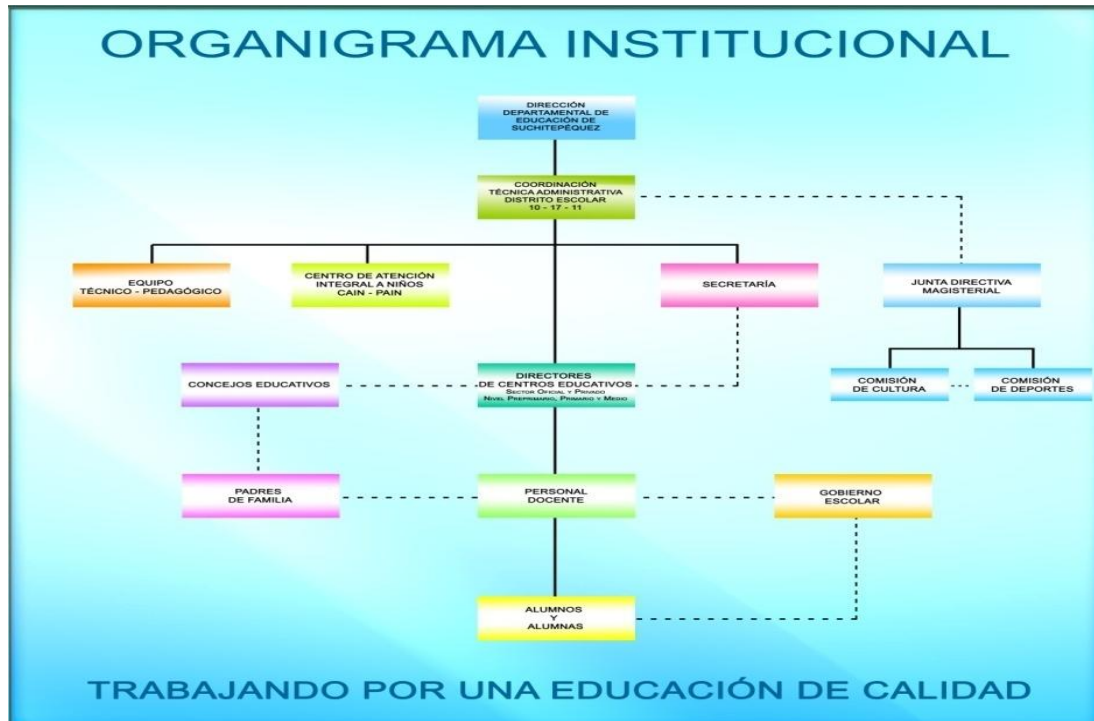 ORGANIGRAMA INSTITUCIONAL
DIRECCIÓN
DEPARTAMENTAL DE
EDUCACIÓN DE
SUCHITEPÉQUEZ
COORDINACIÓN
TÉCNICA ADMINISTRATIVA
DISTRITO ESCOLAR
10 - 17 - 11
EQUIPO
TÉCNICO - PEDAGÓGICO
CENTRO DE ATENCIÓN
INTEGRAL A NIÑOS
CAIN - PAIN
SECRETARÍA
JUNTA DIRECTIVA
MAGISTERIAL
CONCEJOS EDUCATIVOS
DIRECTORES
DE CENTROS EDUCATIVOS
SECTOR OFICIAL Y PRIVADO
NIVEL PREPRIMARIO, PRIMARIO Y MEDIO
COMISIÓN
DE CULTURA
COMISIÓN
DE DEPORTES
PADRES
DE FAMILIA
PERSONAL
DOCENTE
GOBIERNO
ESCOLAR
ALUMNOS
Y
ALUMNAS
TRABAJANDO POR UNA EDUCACIÓN DE CALIDAD